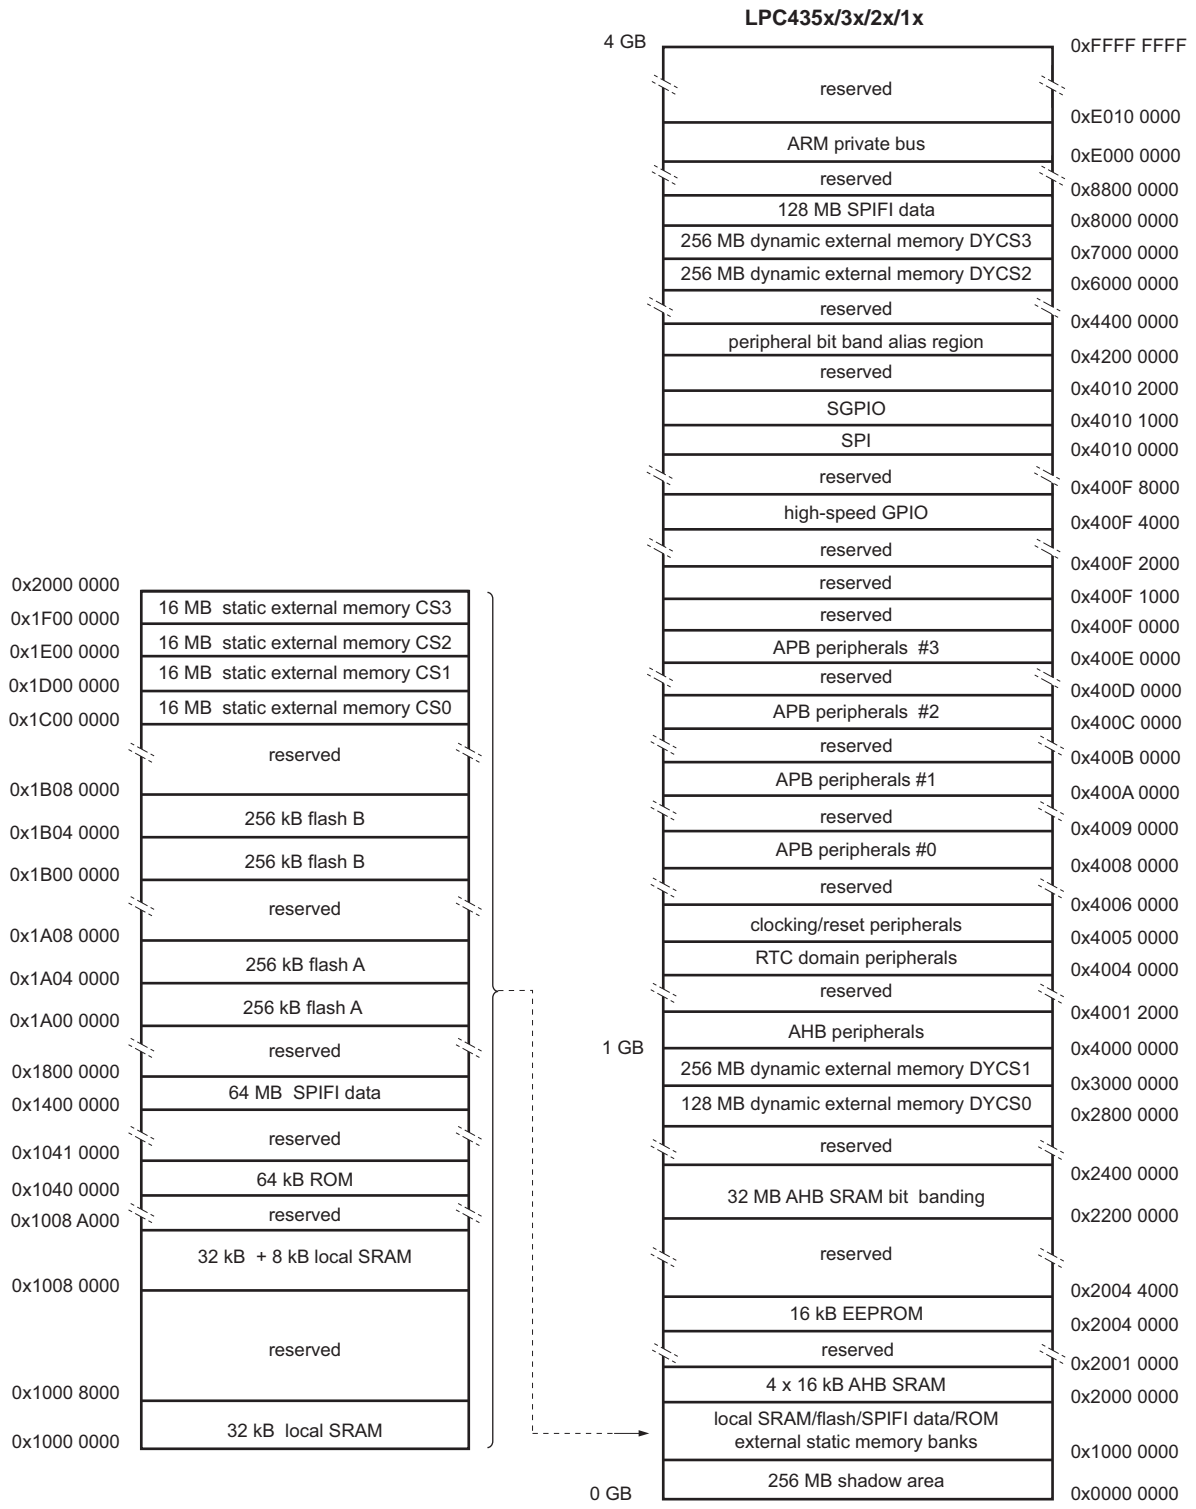 LPC435x/3x/2x/1x
4 GB
0xFFFF FFFF
reserved
0xE010 0000
ARM private bus
0xE000 0000
reserved
0x8800 0000
128 MB SPIFI data
0x8000 0000
256 MB dynamic external memory DYCS3
0x7000 0000
256 MB dynamic external memory DYCS2
0x6000 0000
reserved
0x4400 0000
peripheral bit band alias region
0x4200 0000
reserved
0x4010 2000
SGPIO
0x4010 1000
SPI
0x4010 0000
reserved
0x400F 8000
high-speed GPIO
0x400F 4000
reserved
0x400F 2000
reserved
0x400F 1000
reserved
0x400F 0000
APB peripherals #3
0x400E 0000
reserved
0x400D 0000
APB peripherals #2
0x400C 0000
reserved
0x400B 0000
APB peripherals #1
0x400A 0000
reserved
0x4009 0000
APB peripherals #0
0x4008 0000
reserved
0x4006 0000
clocking/reset peripherals
0x4005 0000
RTC domain peripherals
0x4004 0000
reserved
0x4001 2000
AHB peripherals
1 GB
0x4000 0000
256 MB dynamic external memory DYCS1
0x3000 0000
128 MB dynamic external memory DYCS0
0x2800 0000
reserved
0x2400 0000
32 MB AHB SRAM bit banding
0x2200 0000
reserved
0x2004 4000
16 kB EEPROM
0x2004 0000
reserved
0x2001 0000
4 x 16 kB AHB SRAM
0x2000 0000
local SRAM/flash/SPIFI data/ROM
external static memory banks
0x1000 0000
256 MB shadow area
0 GB
0x0000 0000
0x2000 0000
16 MB static external memory CS3
0x1F00 0000
16 MB static external memory CS2
0x1E00 0000
16 MB static external memory CS1
0x1D00 0000
16 MB static external memory CS0
0x1C00 0000
reserved
0x1B08 0000
256 kB flash B
0x1B04 0000
256 kB flash B
0x1B00 0000
reserved
0x1A08 0000
256 kB flash A
0x1A04 0000
256 kB flash A
0x1A00 0000
reserved
0x1800 0000
64 MB SPIFI data
0x1400 0000
reserved
0x1041 0000
64 kB ROM
0x1040 0000
reserved
0x1008 A000
32 kB + 8 kB local SRAM
0x1008 0000
reserved
0x1000 8000
32 kB local SRAM
0x1000 0000